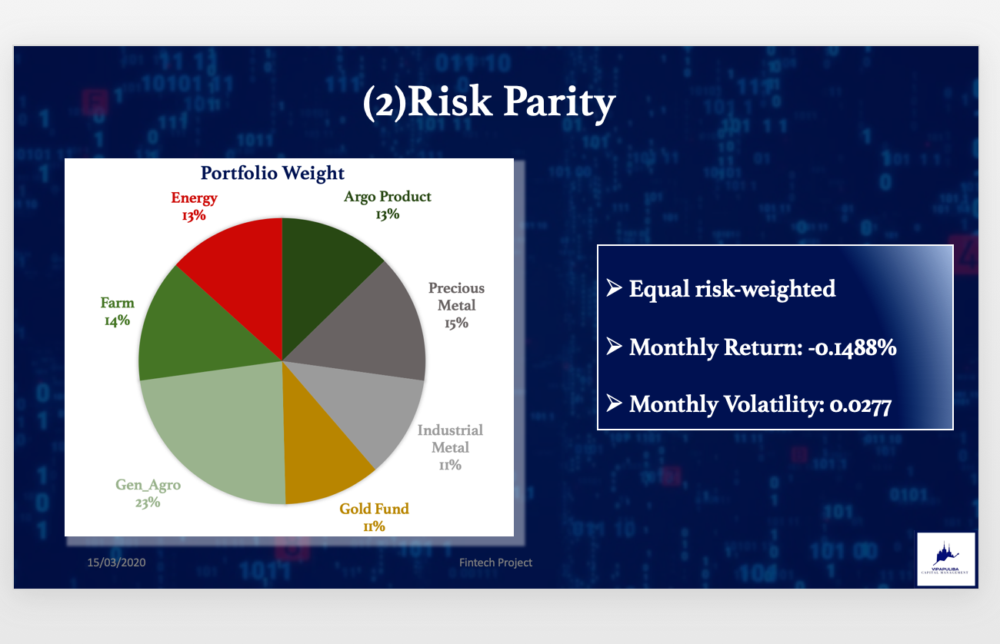 (2)Risk Parity
Portfolio Weight
Energy
13%
Argo Product
13%
Precious
Metal
15%
Farm
14%
Industrial
Metal
11%
Gen_Agro
23%
Gold Fund
11%
➢ Equal risk-weighted
➢ Monthly Return: -0.1488%
➢ Monthly Volatility: 0.0277
15/03/2020
Fintech Project
VIPAPULIBA
CAPITAL MANAGEMENT